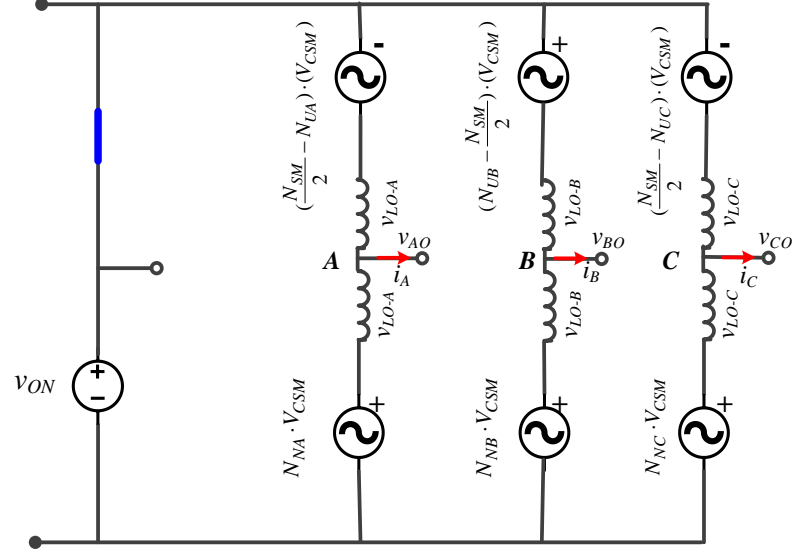 (N_SM/2 − N_UA)·(V_CSM)
-
(N_UB − N_SM/2)·(V_CSM)
+
(N_SM/2 − N_UC)·(V_CSM)
-
v_LO-A
v_LO-B
v_LO-C
A
v_AO
i_A
B
v_BO
i_B
C
v_CO
i_C
v_LO-A
v_LO-B
v_LO-C
v_ON
+
−
N_NA·V_CSM
+
N_NB·V_CSM
+
N_NC·V_CSM
+